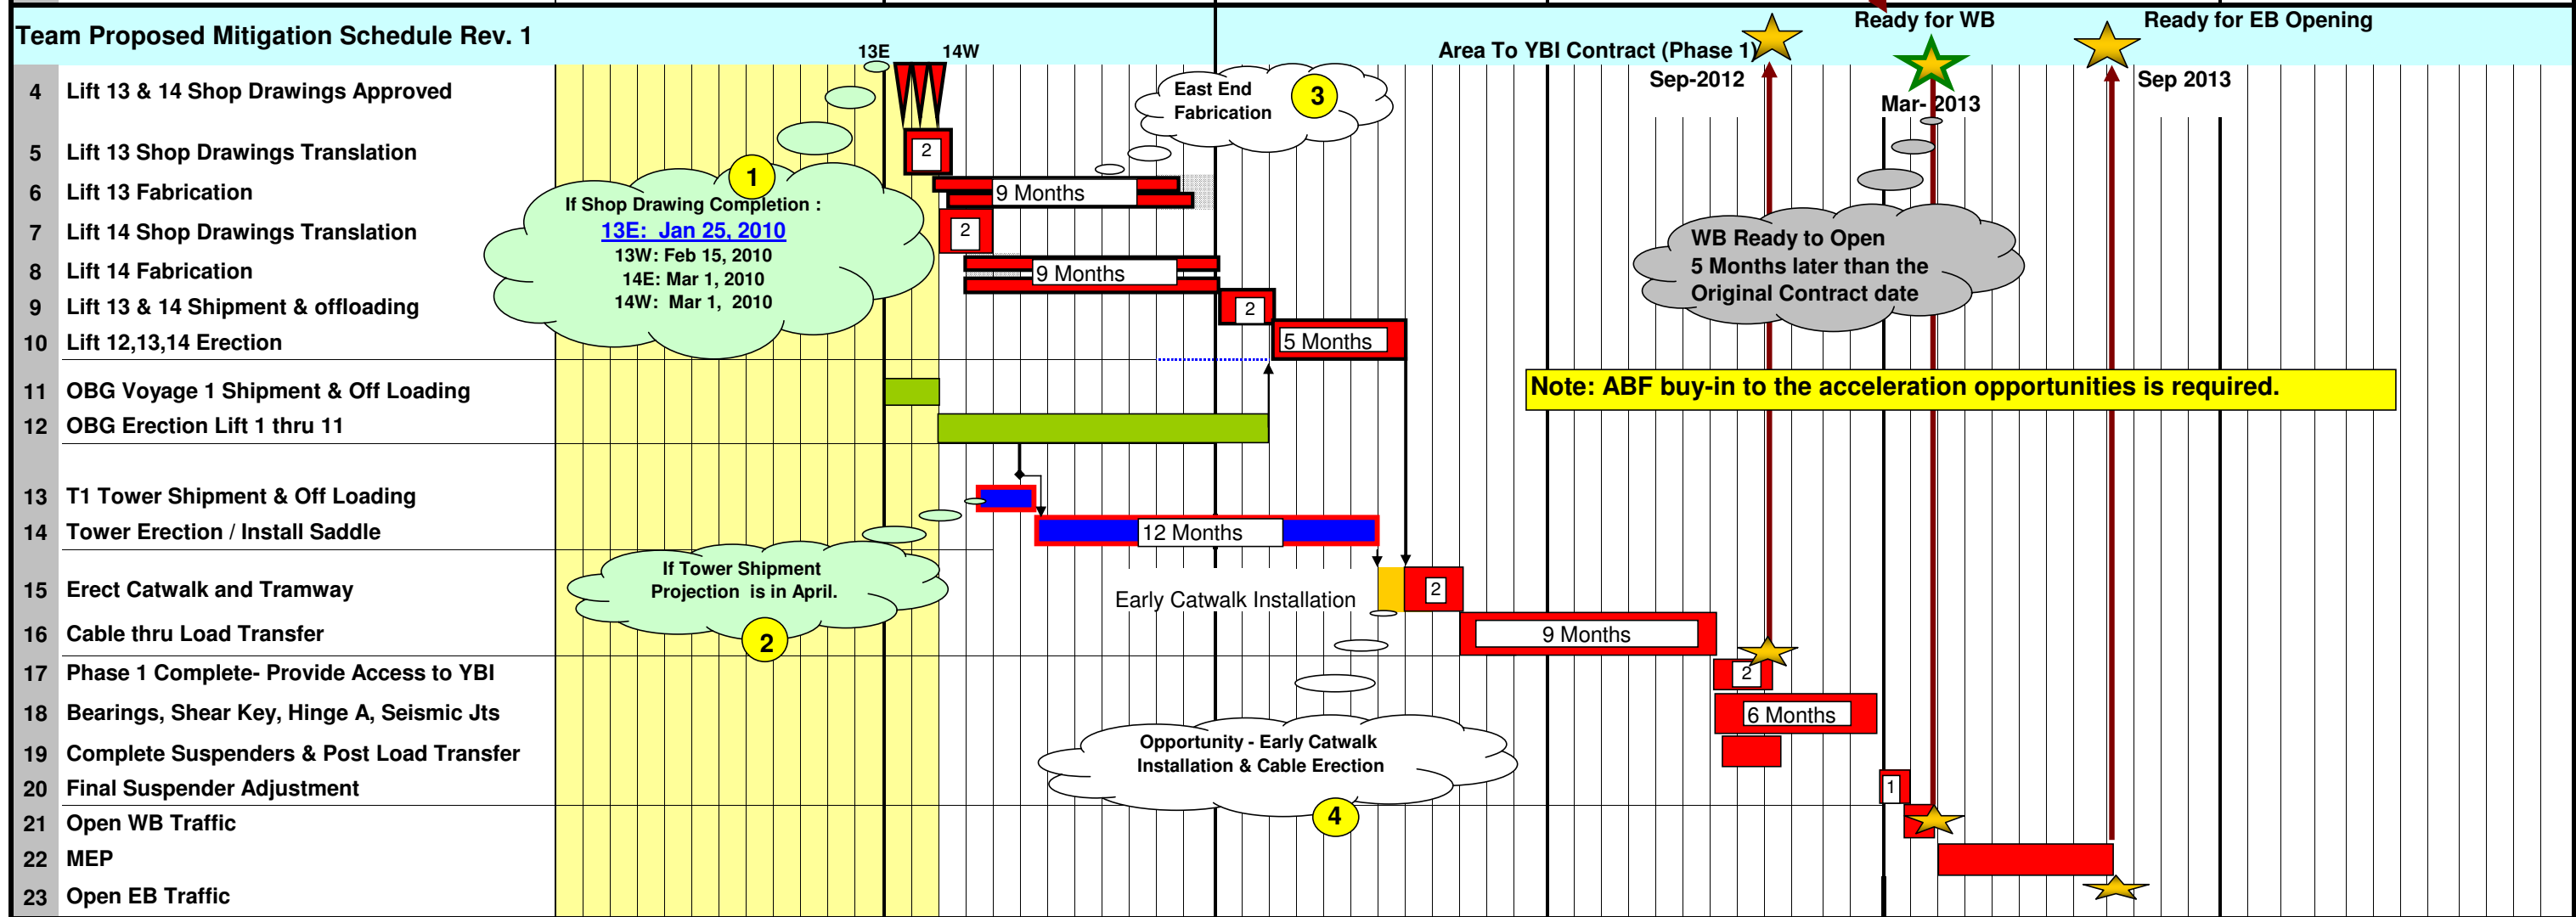 Team Proposed Mitigation Schedule Rev. 1
13E
14W
Area To YBI Contract (Phase 1)
Ready for WB
Ready for EB Opening
Sep-2012
Mar- 2013
Sep 2013
4 Lift 13 & 14 Shop Drawings Approved
5 Lift 13 Shop Drawings Translation
2
6 Lift 13 Fabrication
9 Months
7 Lift 14 Shop Drawings Translation
2
8 Lift 14 Fabrication
9 Months
9 Lift 13 & 14 Shipment & offloading
2
10 Lift 12,13,14 Erection
5 Months
11 OBG Voyage 1 Shipment & Off Loading
12 OBG Erection Lift 1 thru 11
13 T1 Tower Shipment & Off Loading
14 Tower Erection / Install Saddle
12 Months
15 Erect Catwalk and Tramway
Early Catwalk Installation
2
16 Cable thru Load Transfer
9 Months
17 Phase 1 Complete- Provide Access to YBI
2
18 Bearings, Shear Key, Hinge A, Seismic Jts
6 Months
19 Complete Suspenders & Post Load Transfer
20 Final Suspender Adjustment
1
21 Open WB Traffic
22 MEP
23 Open EB Traffic
1
If Shop Drawing Completion :
13E: Jan 25, 2010
13W: Feb 15, 2010
14E: Mar 1, 2010
14W: Mar 1, 2010
If Tower Shipment
Projection is in April.
2
East End
Fabrication
3
Opportunity - Early Catwalk
Installation & Cable Erection
4
WB Ready to Open
5 Months later than the
Original Contract date
Note: ABF buy-in to the acceleration opportunities is required.